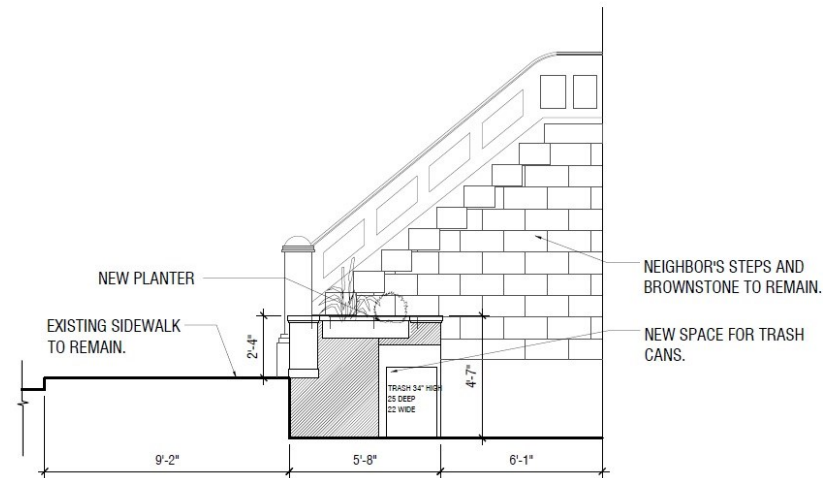 NEW PLANTER
EXISTING SIDEWALK
TO REMAIN.
2'-4"
NEIGHBOR'S STEPS AND
BROWNSTONE TO REMAIN.
NEW SPACE FOR TRASH
CANS.
TRASH 34" HIGH
25 DEEP
22 WIDE
4'-7"
9'-2"
5'-8"
6'-1"